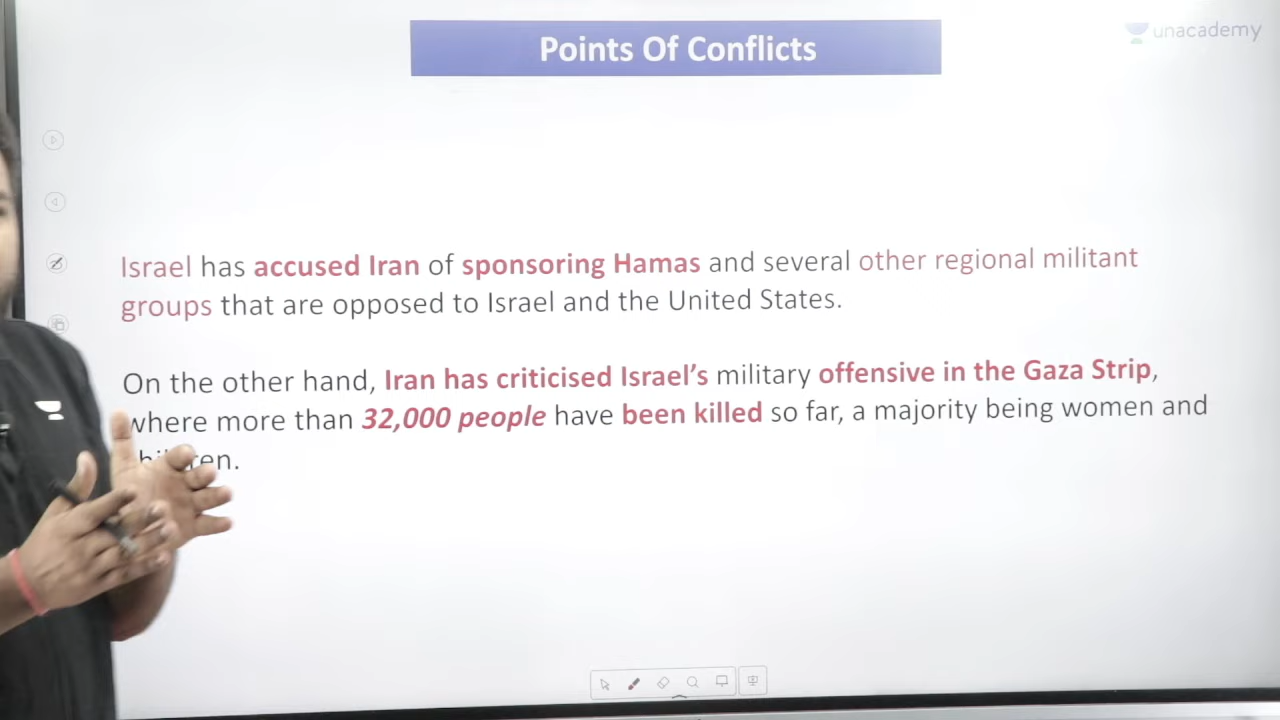 Points Of Conflicts
unacademy
Israel has accused Iran of sponsoring Hamas and several other regional militant
groups that are opposed to Israel and the United States.
On the other hand, Iran has criticised Israel's military offensive in the Gaza Strip,
where more than 32,000 people have been killed so far, a majority being women and
children.